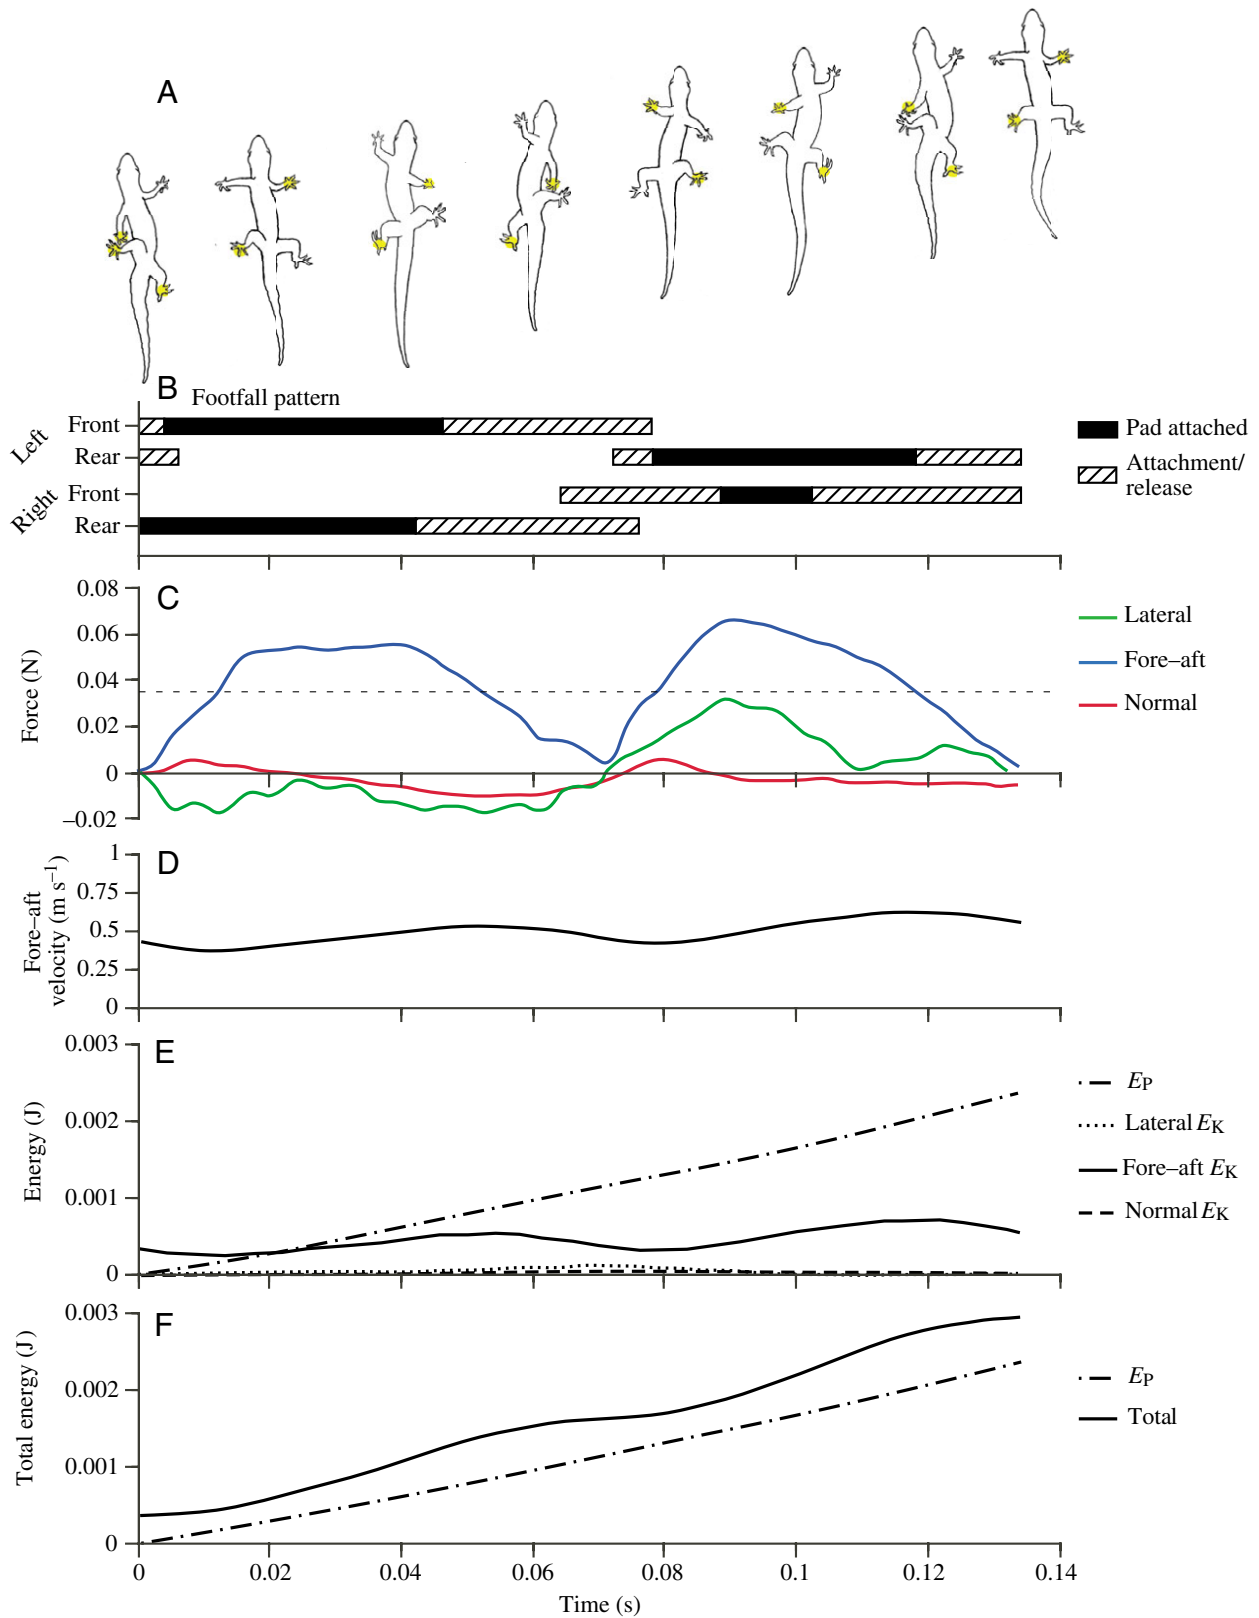 A
B
Footfall pattern
Left
Front
Rear
Right
Front
Rear
Pad attached
Attachment/
release
C
0.08
0.06
0.04
0.02
0
–0.02
Force (N)
Lateral
Fore–aft
Normal
D
1
0.75
0.5
0.25
0
Fore–aft
velocity (m s⁻¹)
E
0.003
0.002
0.001
0
Energy (J)
EP
Lateral EK
Fore–aft EK
Normal EK
F
0.003
0.002
0.001
0
Total energy (J)
EP
Total
0 0.02 0.04 0.06 0.08 0.1 0.12 0.14
Time (s)